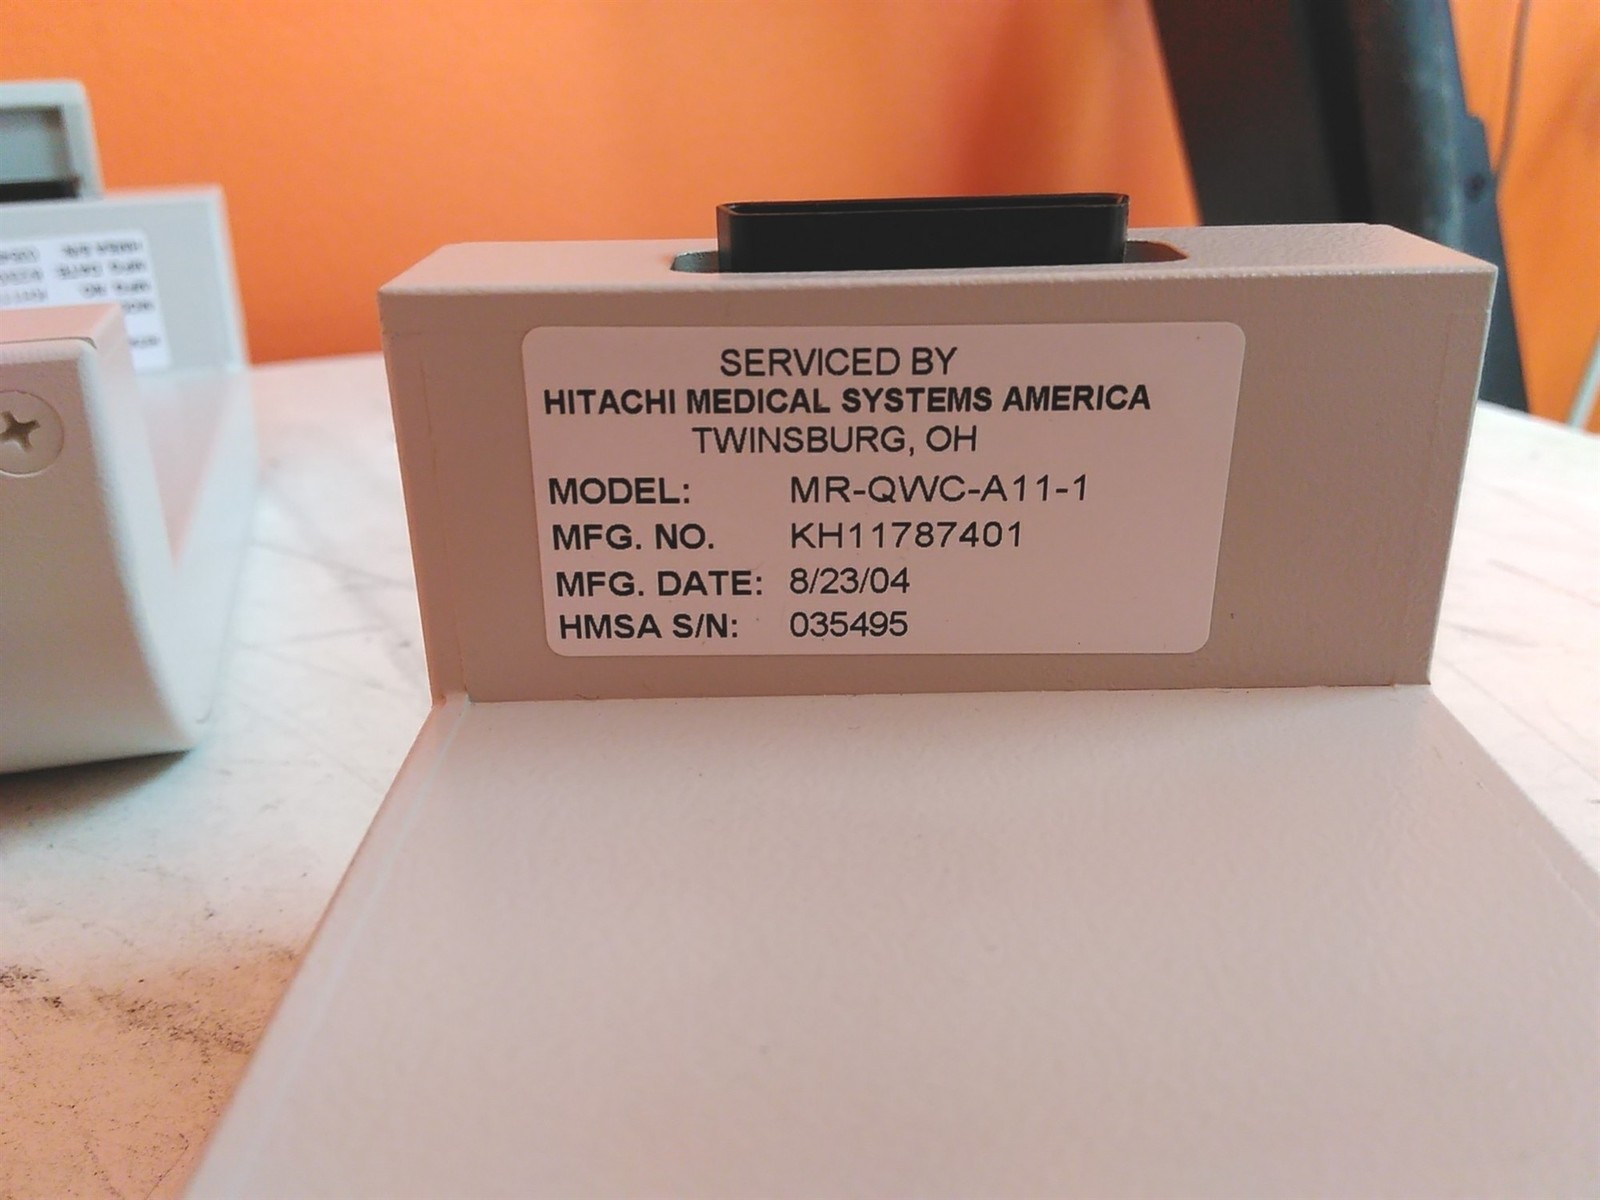 SERVICED BY
HITACHI MEDICAL SYSTEMS AMERICA
TWINSBURG, OH
MODEL: MR-QWC-A11-1
MFG. NO. KH11787401
MFG. DATE: 8/23/04
HMSA S/N: 035495